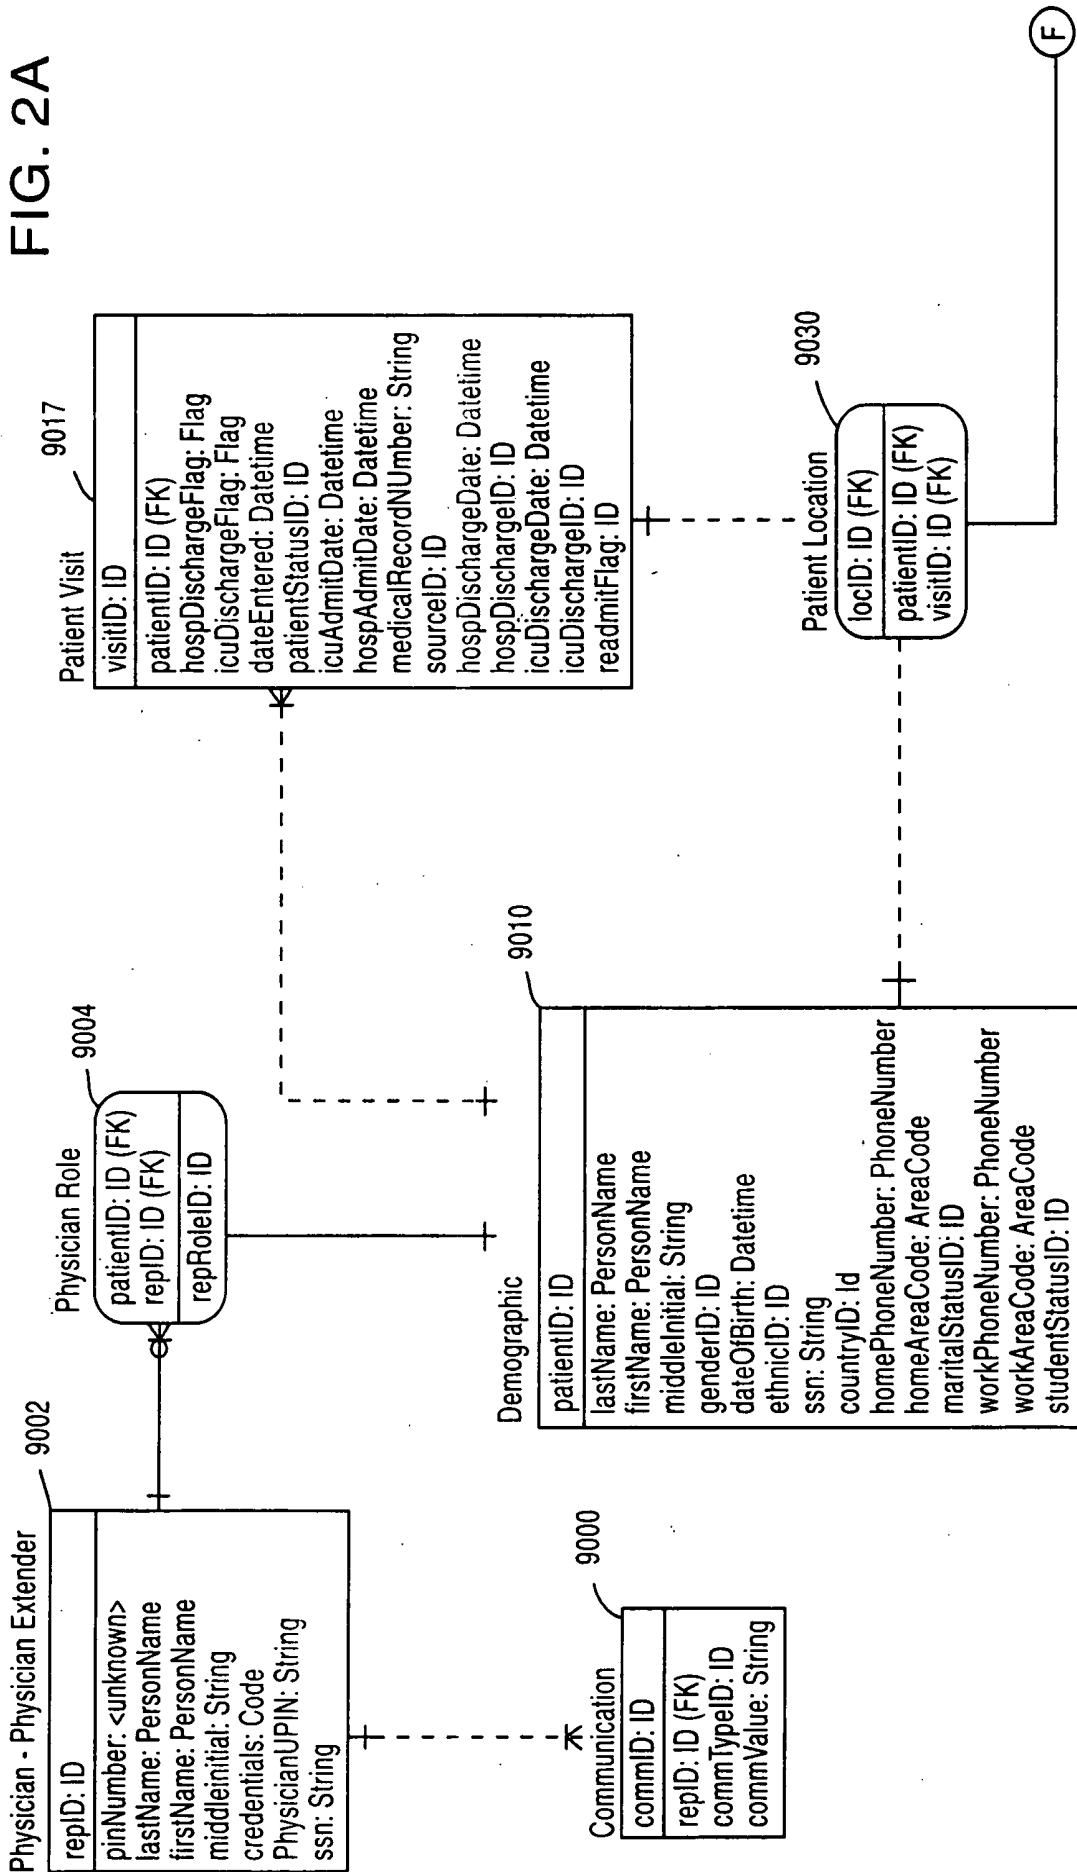 FIG. 2A
Physician - Physician Extender
9002
repID: ID
pinNumber: <unknown>
lastName: PersonName
firstName: PersonName
middleinitial: String
credentials: Code
PhysicianUPIN: String
ssn: String
Physician Role
9004
patientID: ID (FK)
repID: ID (FK)
repRoleID: ID
Patient Visit
9017
visitID: ID
patientID: ID (FK)
hospDischargeFlag: Flag
icuDischargeFlag: Flag
dateEntered: Datetime
patientStatusID: ID
icuAdmitDate: Datetime
hospAdmitDate: Datetime
medicalRecordNUmber: String
sourceID: ID
hospDischargeDate: Datetime
hospDischargeID: ID
icuDischargeDate: Datetime
icuDischargeID: ID
readmitFlag: ID
Communication
9000
commID: ID
repID: ID (FK)
commTypeID: ID
commValue: String
Demographic
9010
patientID: ID
lastName: PersonName
firstName: PersonName
middleInitial: String
genderID: ID
dateOfBirth: Datetime
ethnicID: ID
ssn: String
countryID: Id
homePhoneNumber: PhoneNumber
homeAreaCode: AreaCode
maritalStatusID: ID
workPhoneNumber: PhoneNumber
workAreaCode: AreaCode
studentStatusID: ID
Patient Location
9030
locID: ID (FK)
patientID: ID (FK)
visitID: ID (FK)
F